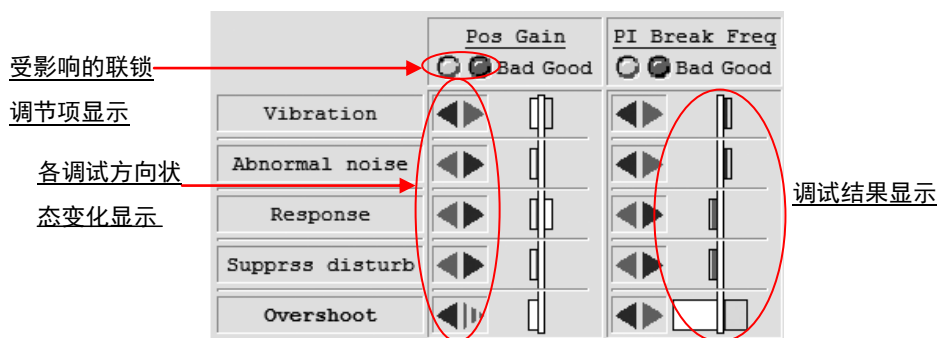 Pos Gain
PI Break Freq
受影响的联锁
调节项显示
Bad Good
Bad Good
Vibration
Abnormal noise
各调试方向状
态变化显示
调试结果显示
Response
Supprss disturb
Overshoot